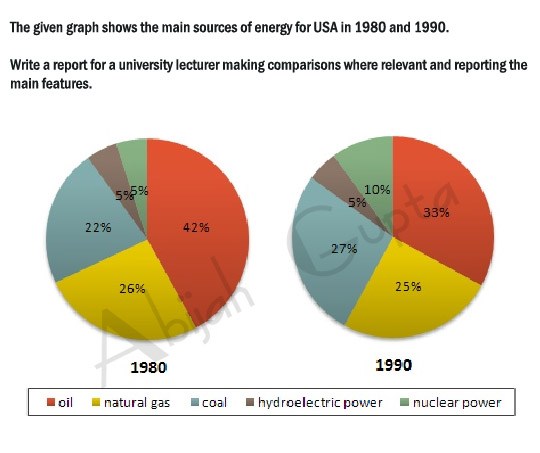 The given graph shows the main sources of energy for USA in 1980 and 1990.
Write a report for a university lecturer making comparisons where relevant and reporting the
main features.
5% 5%
22% 42%
26%
1980
10%
5% 33%
27%
25%
1990
Abijah Gupta
oil natural gas coal hydroelectric power nuclear power